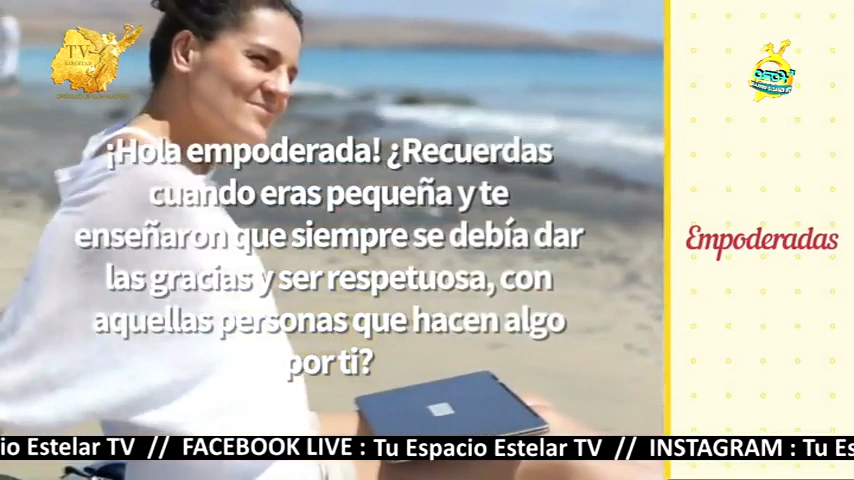 TV
LIBERTAD
¡Hola empoderada! ¿Recuerdas
cuando eras pequeña y te
enseñaron que siempre se debía dar
las gracias y ser respetuosa, con
aquellas personas que hacen algo
por ti?
Empoderadas
io Estelar TV // FACEBOOK LIVE : Tu Espacio Estelar TV // INSTAGRAM : Tu Es